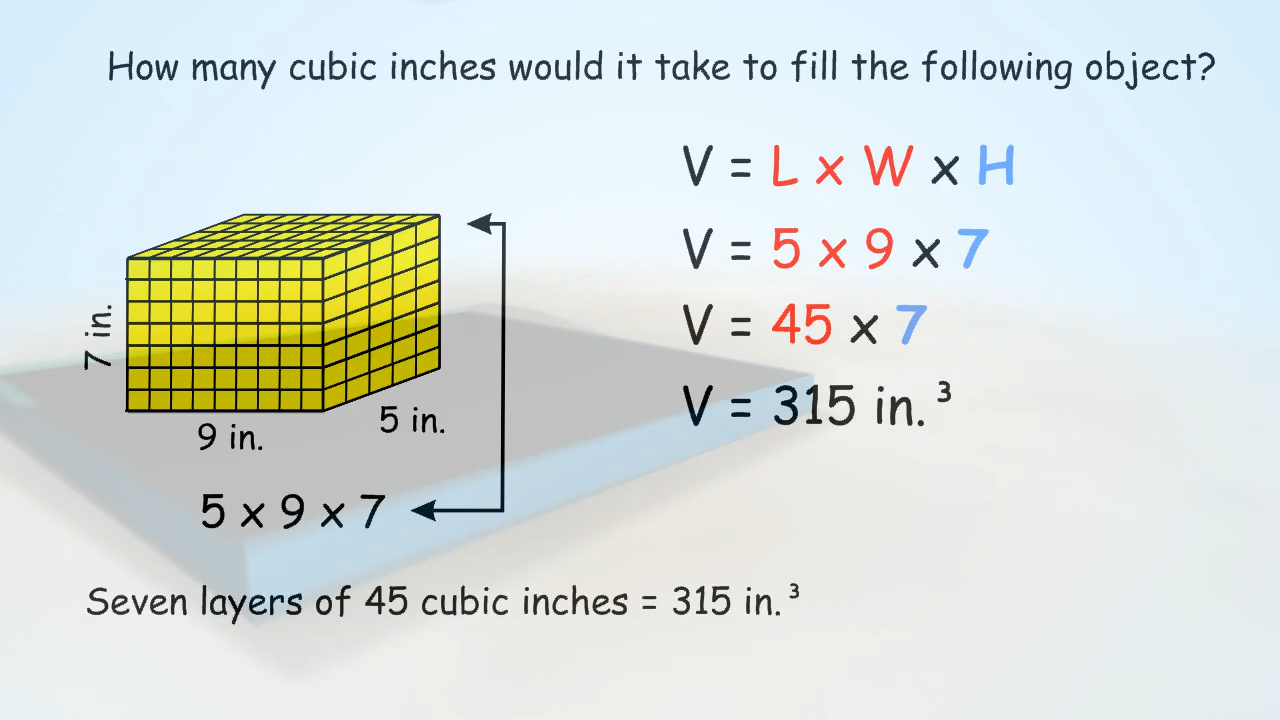 How many cubic inches would it take to fill the following object?
V = L x W x H
V = 5 x 9 x 7
V = 45 x 7
V = 315 in.³
7 in.
9 in.
5 in.
5 x 9 x 7
Seven layers of 45 cubic inches = 315 in.³